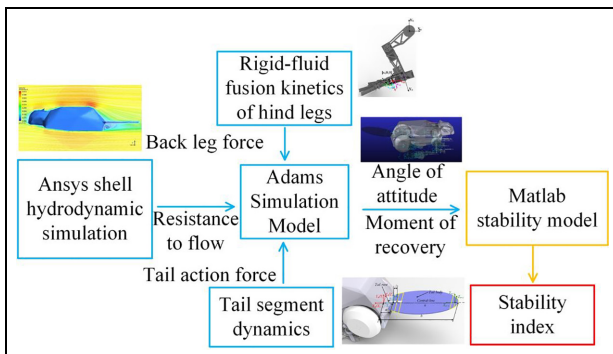 Rigid-fluid
fusion kinetics
of hind legs
Back leg force
Ansys shell
hydrodynamic
simulation
Resistance
to flow
Adams
Simulation
Model
Angle of
attitude
Moment of
recovery
Matlab
stability model
Tail action force
Tail segment
dynamics
Stability
index